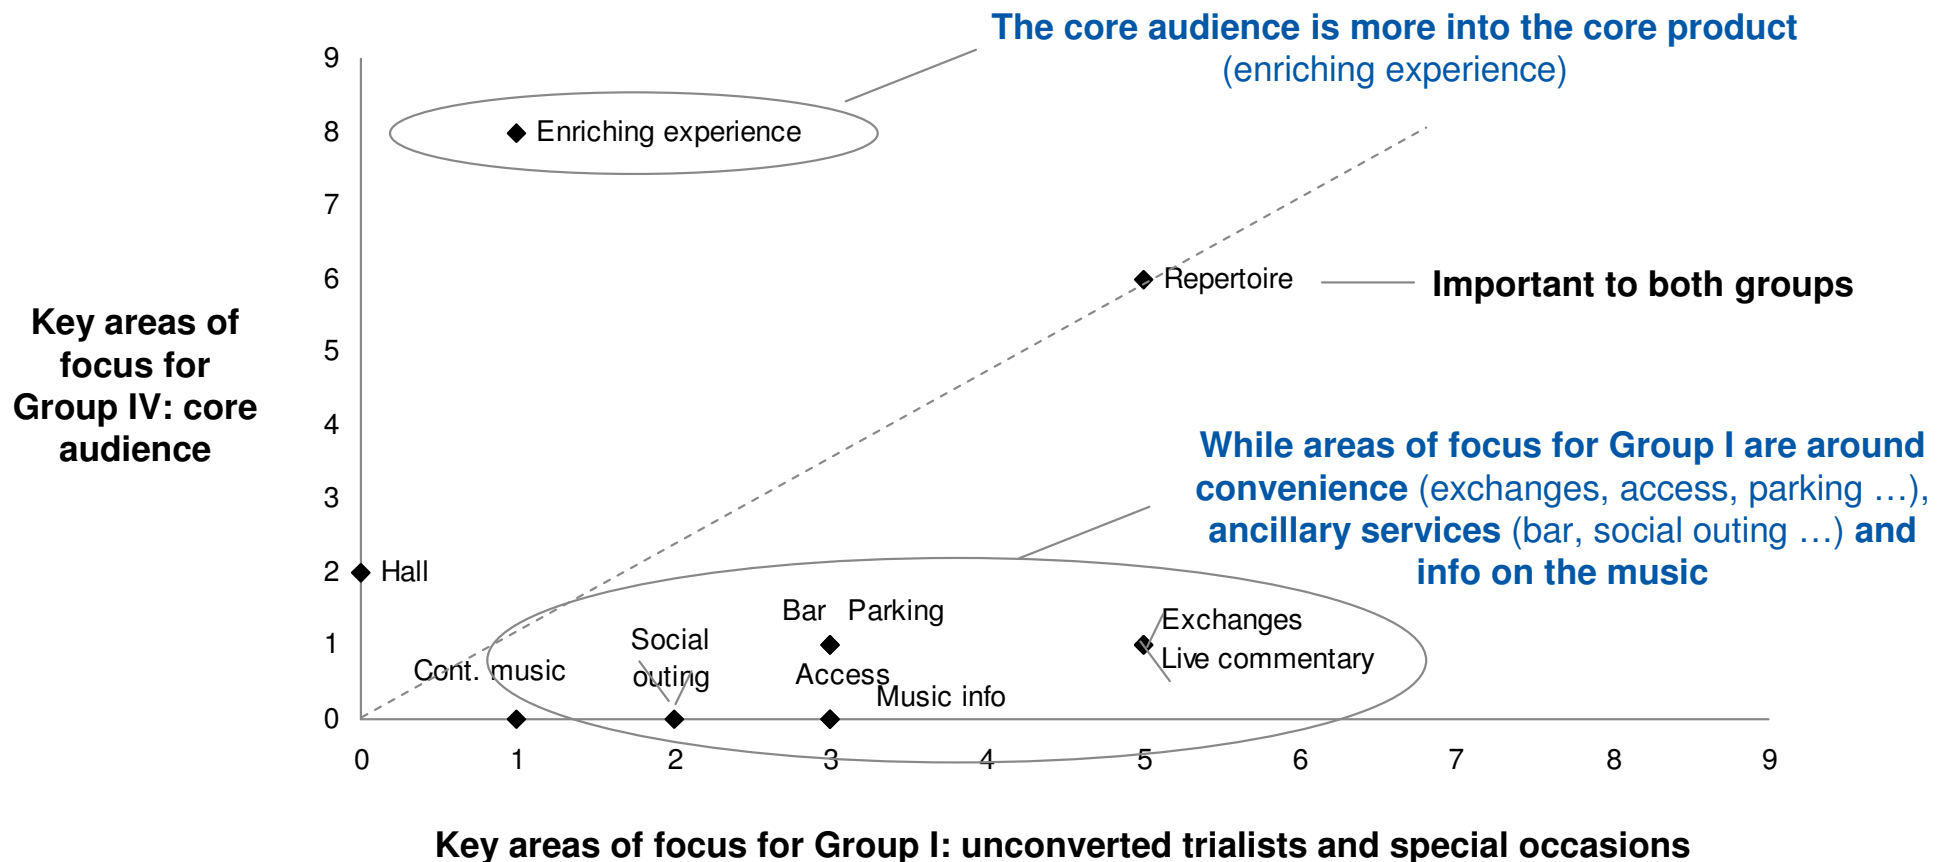 The core audience is more into the core product
(enriching experience)
9
8
Enriching experience
7
6
Repertoire
Important to both groups
5
4
3
2
Hall
1
0
Key areas of
focus for
Group IV: core
audience
While areas of focus for Group I are around
convenience (exchanges, access, parking …),
ancillary services (bar, social outing …) and
info on the music
Bar Parking
Exchanges
Social
outing
Live commentary
Cont. music
Access
Music info
0 1 2 3 4 5 6 7 8 9
Key areas of focus for Group I: unconverted trialists and special occasions